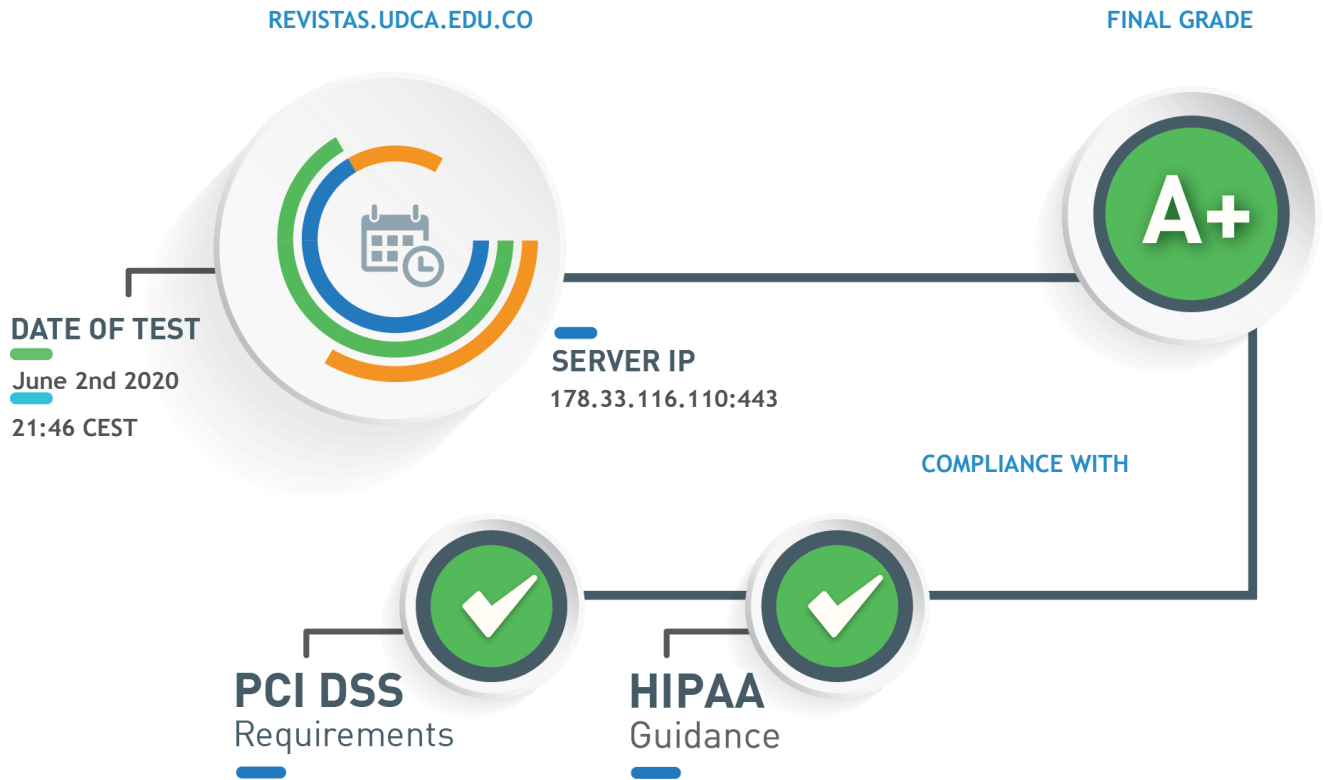 REVISTAS.UDCA.EDU.CO
FINAL GRADE
A+
DATE OF TEST
June 2nd 2020
21:46 CEST
SERVER IP
178.33.116.110:443
COMPLIANCE WITH
PCI DSS
Requirements
HIPAA
Guidance